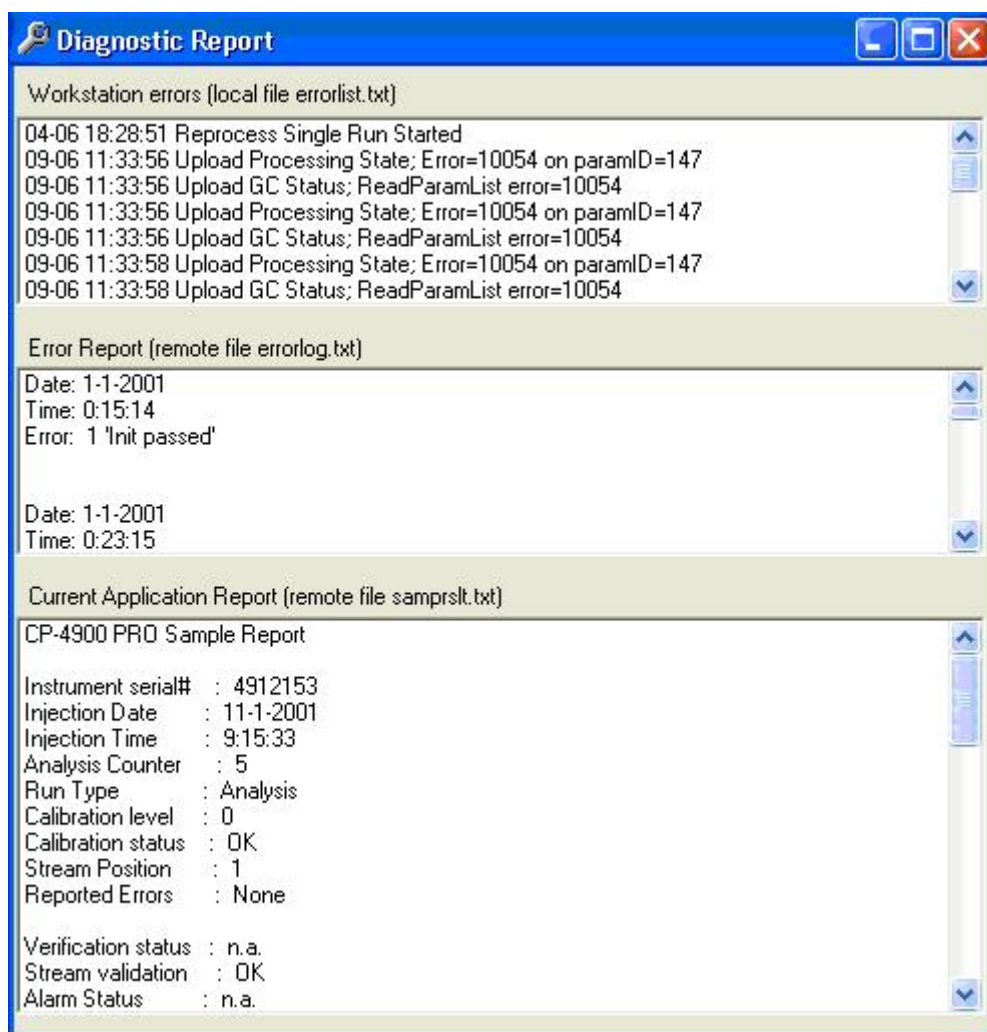 Diagnostic Report
Workstation errors (local file errorlist.txt)
04-06 18:28:51 Reprocess Single Run Started
09-06 11:33:56 Upload Processing State; Error=10054 on paramID=147
09-06 11:33:56 Upload GC Status; ReadParamList error=10054
09-06 11:33:56 Upload Processing State; Error=10054 on paramID=147
09-06 11:33:56 Upload GC Status; ReadParamList error=10054
09-06 11:33:58 Upload Processing State; Error=10054 on paramID=147
09-06 11:33:58 Upload GC Status; ReadParamList error=10054
Error Report (remote file errorlog.txt)
Date: 1-1-2001
Time: 0:15:14
Error: 1 'Init passed'
Date: 1-1-2001
Time: 0:23:15
Current Application Report (remote file samprslt.txt)
CP-4900 PRO Sample Report
Instrument serial# : 4912153
Injection Date : 11-1-2001
Injection Time : 9:15:33
Analysis Counter : 5
Run Type : Analysis
Calibration level : 0
Calibration status : OK
Stream Position : 1
Reported Errors : None
Verification status : n.a.
Stream validation : OK
Alarm Status : n.a.